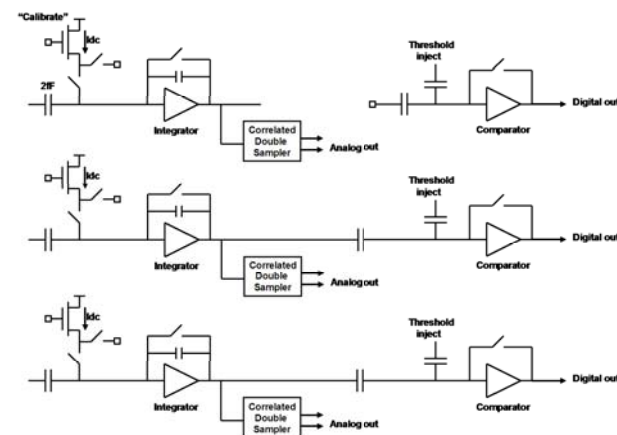 "Calibrate"
Idc
2fF
Integrator
Correlated
Double
Sampler
Analog out
Threshold
inject
Comparator
Digital out
Idc
Integrator
Correlated
Double
Sampler
Analog out
Threshold
inject
Comparator
Digital out
Idc
Integrator
Correlated
Double
Sampler
Analog out
Threshold
inject
Comparator
Digital out